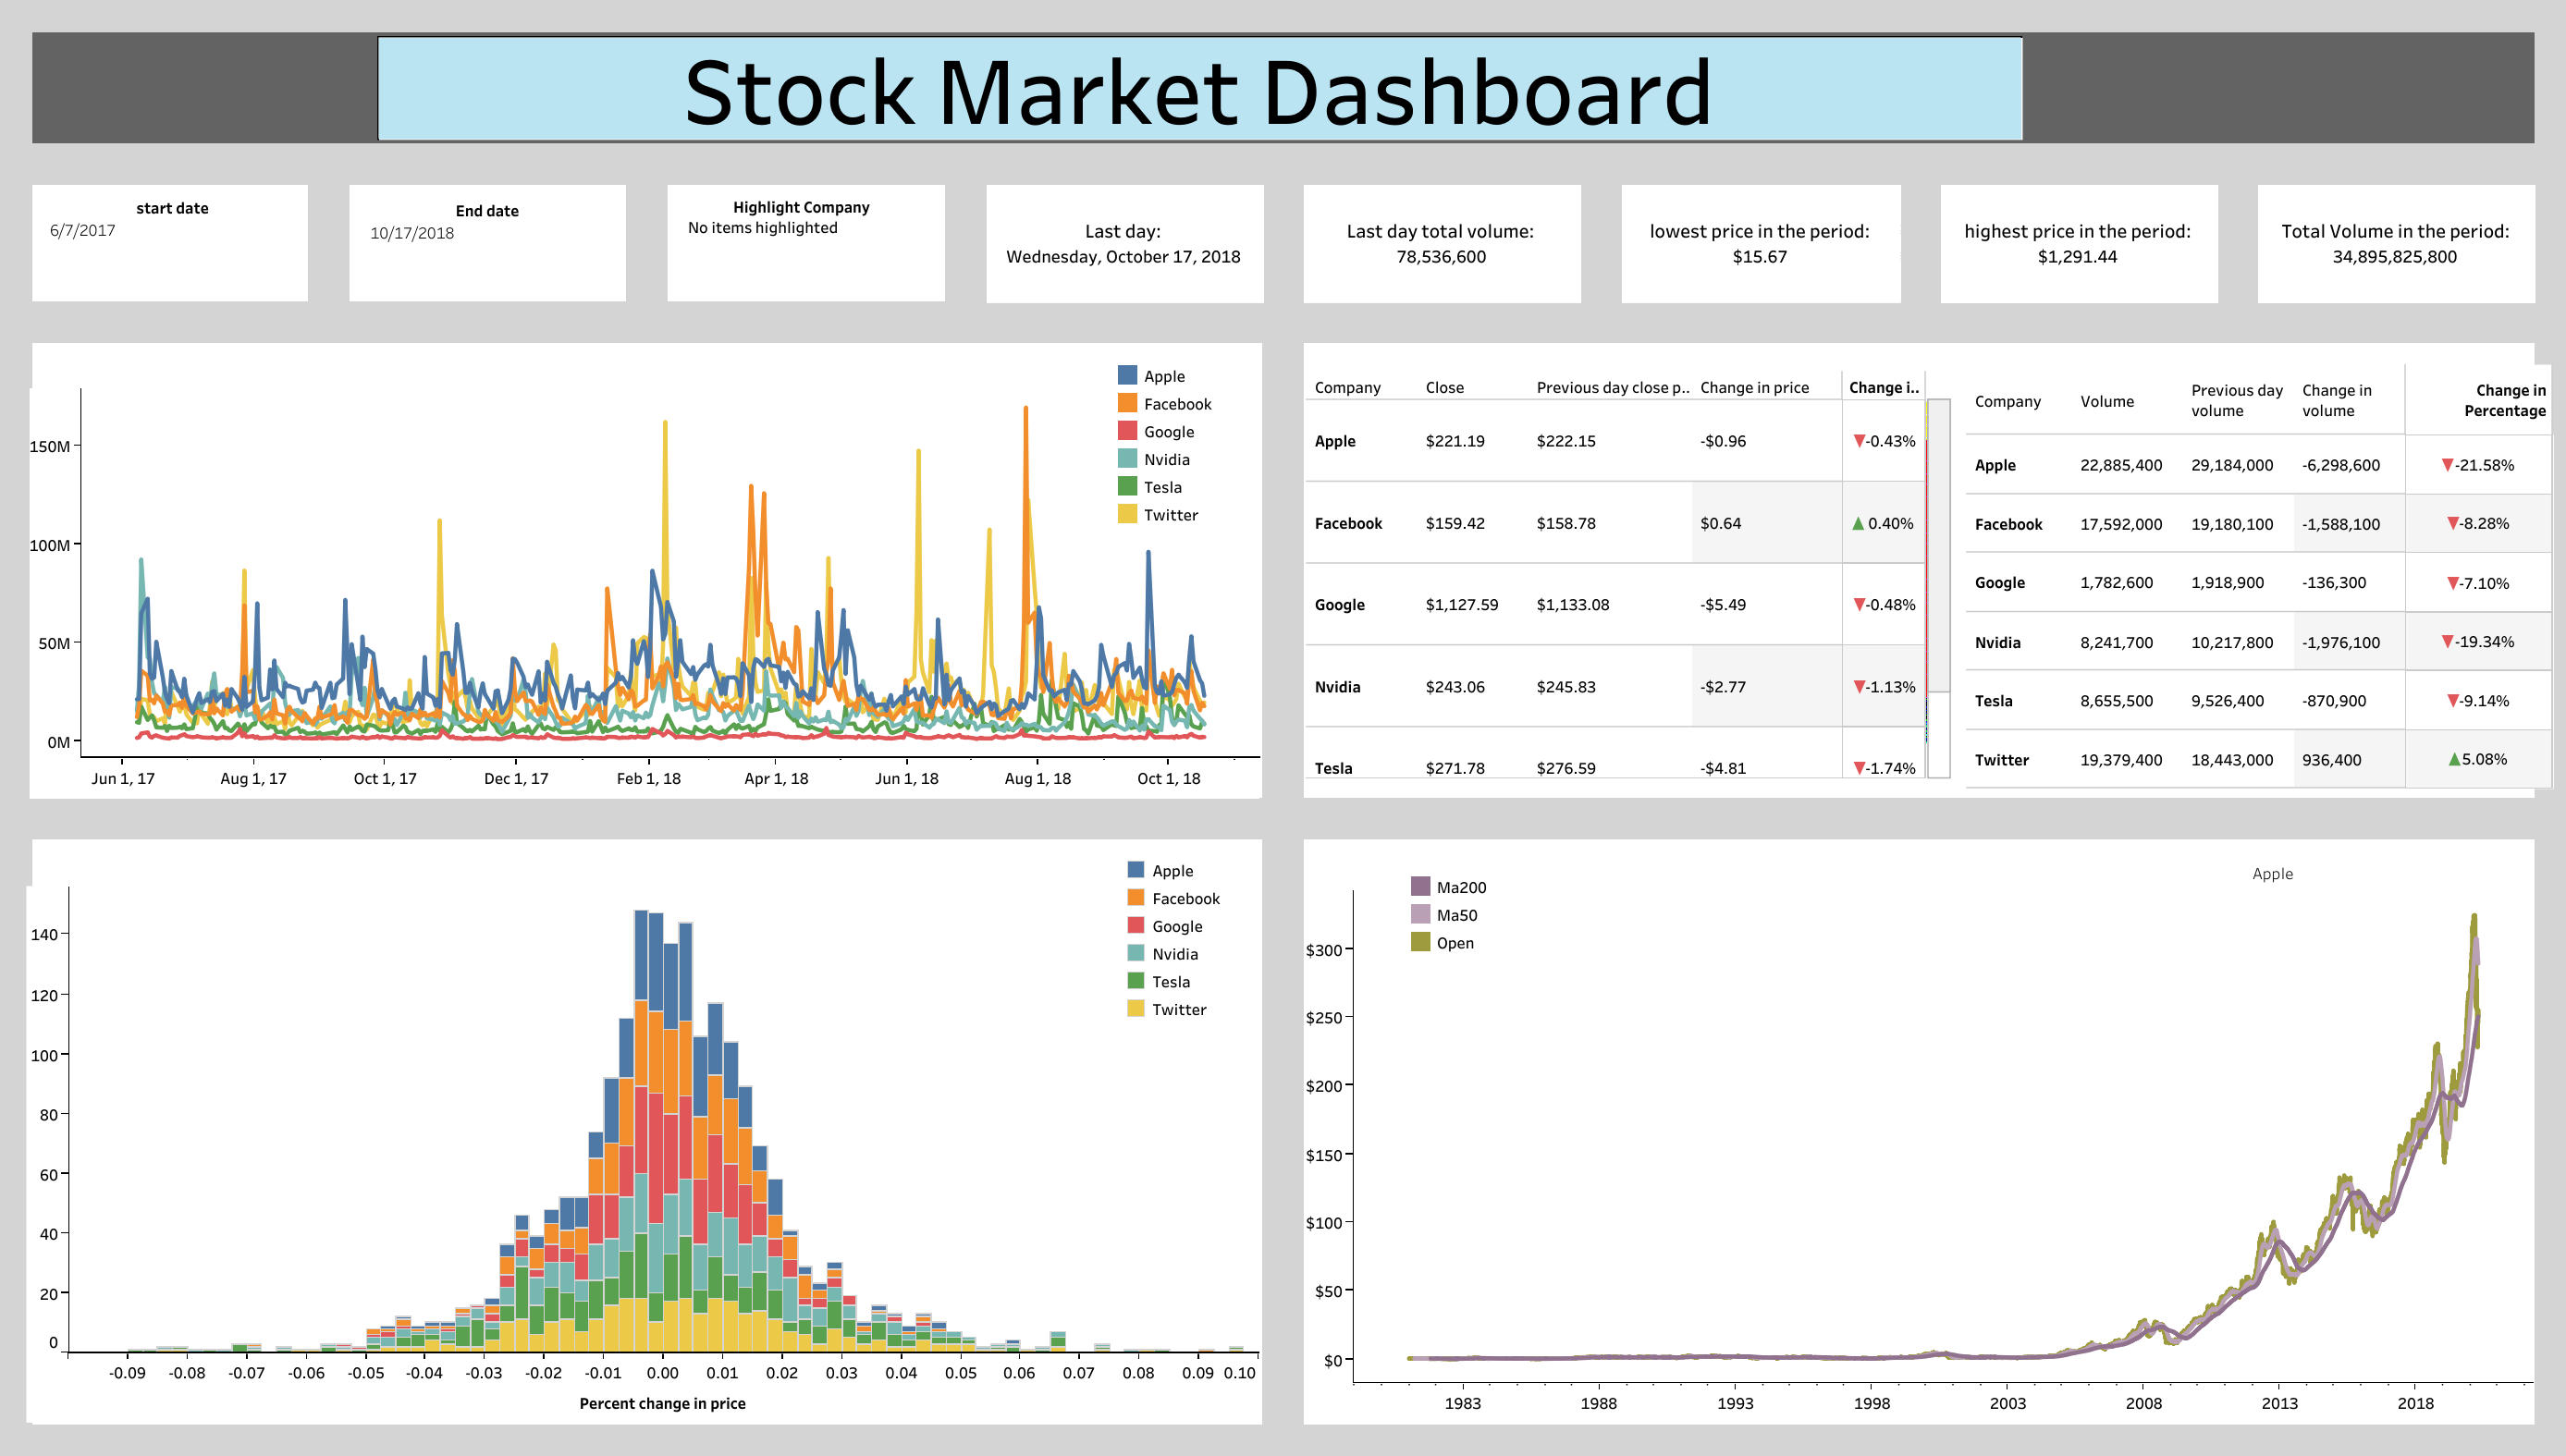 Stock Market Dashboard
start date
6/7/2017
End date
10/17/2018
Highlight Company
No items highlighted
Last day:
Wednesday, October 17, 2018
Last day total volume:
78,536,600
lowest price in the period:
$15.67
highest price in the period:
$1,291.44
Total Volume in the period:
34,895,825,800
Apple
Facebook
Google
Nvidia
Tesla
Twitter
150M
100M
50M
0M
Jun 1, 17 Aug 1, 17 Oct 1, 17 Dec 1, 17 Feb 1, 18 Apr 1, 18 Jun 1, 18 Aug 1, 18 Oct 1, 18
Company Close Previous day close p.. Change in price Change i..
Apple $221.19 $222.15 -$0.96 ▼-0.43%
Facebook $159.42 $158.78 $0.64 ▲ 0.40%
Google $1,127.59 $1,133.08 -$5.49 ▼-0.48%
Nvidia $243.06 $245.83 -$2.77 ▼-1.13%
Tesla $271.78 $276.59 -$4.81 ▼-1.74%
Company Volume Previous day volume Change in volume Change in Percentage
Apple 22,885,400 29,184,000 -6,298,600 ▼-21.58%
Facebook 17,592,000 19,180,100 -1,588,100 ▼-8.28%
Google 1,782,600 1,918,900 -136,300 ▼-7.10%
Nvidia 8,241,700 10,217,800 -1,976,100 ▼-19.34%
Tesla 8,655,500 9,526,400 -870,900 ▼-9.14%
Twitter 19,379,400 18,443,000 936,400 ▲5.08%
Apple
Facebook
Google
Nvidia
Tesla
Twitter
140
120
100
80
60
40
20
0
-0.09 -0.08 -0.07 -0.06 -0.05 -0.04 -0.03 -0.02 -0.01 0.00 0.01 0.02 0.03 0.04 0.05 0.06 0.07 0.08 0.09 0.10
Percent change in price
Apple
Ma200
Ma50
Open
$300
$250
$200
$150
$100
$50
$0
1983 1988 1993 1998 2003 2008 2013 2018